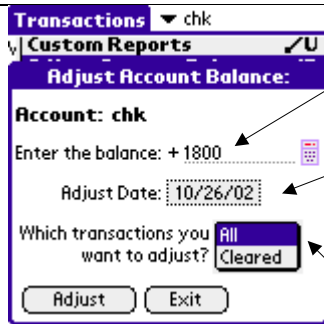 Transactions ▼ chk
Custom Reports ✓U
Adjust Account Balance:
Account: chk
Enter the balance: + 1800
Adjust Date: 10/26/02
Which transactions you want to adjust? All
Cleared
Adjust Exit